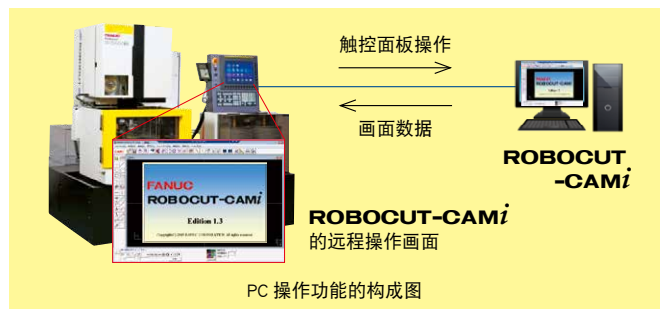 触控面板操作
画面数据
ROBOCUT
-CAMi
FANUC
ROBOCUT-CAMi
Edition 1.3
ROBOCUT-CAMi
的远程操作画面
PC 操作功能的构成图